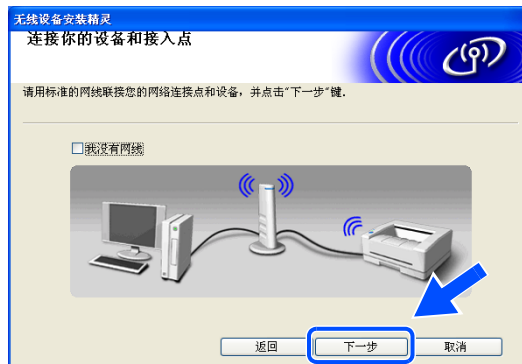 无线设备安装精灵
连接你的设备和接入点
请用标准的网线联接您的网络连接点和设备，并点击"下一步"键.
我没有网线
返回 下一步 取消